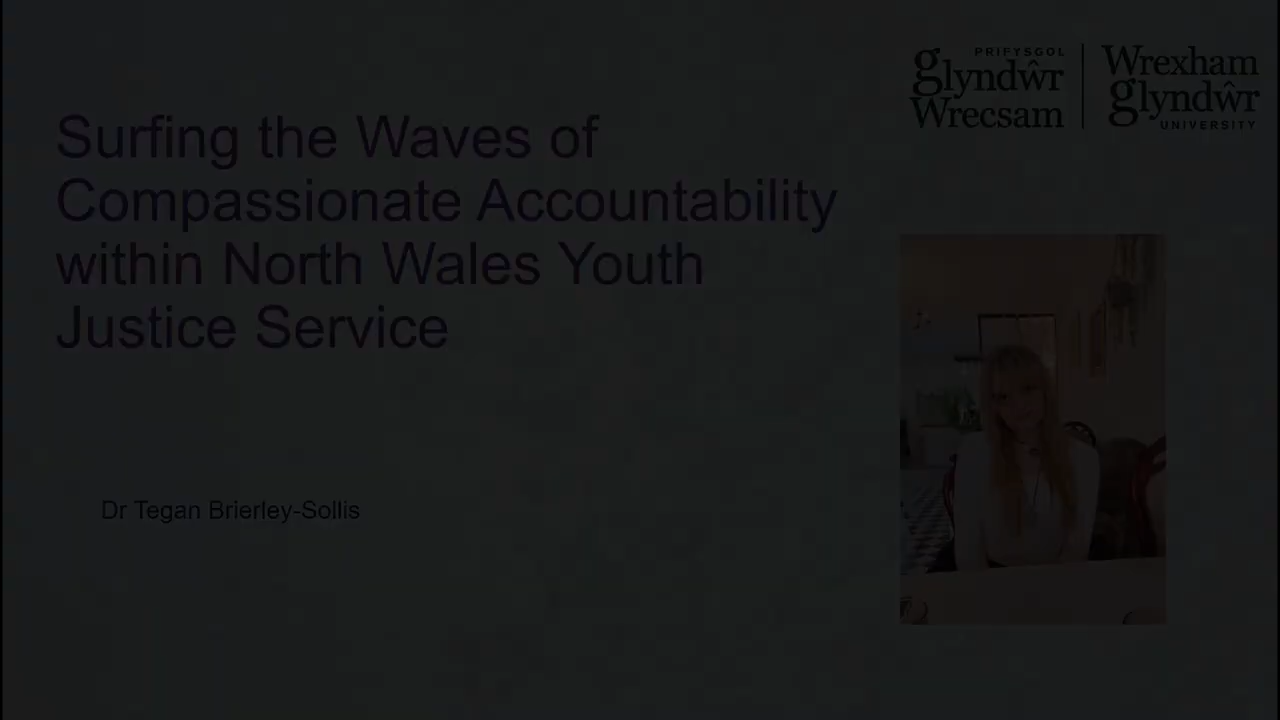 PRIFYSGOL
glyndŵr
Wrecsam
Wrexham
glyndŵr
UNIVERSITY
Surfing the Waves of
Compassionate Accountability
within North Wales Youth
Justice Service
Dr Tegan Brierley-Sollis